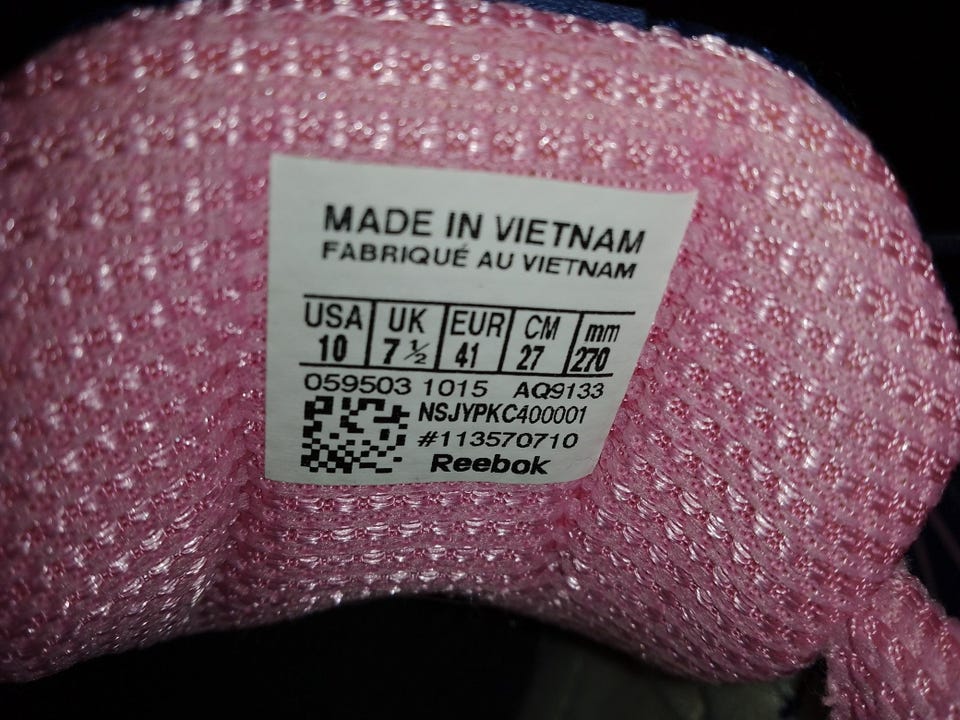 MADE IN VIETNAM
FABRIQUÉ AU VIETNAM
USA UK EUR CM mm
10 7 ½ 41 27 270
059503 1015 AQ9133
NSJYPKC400001
#113570710
Reebok